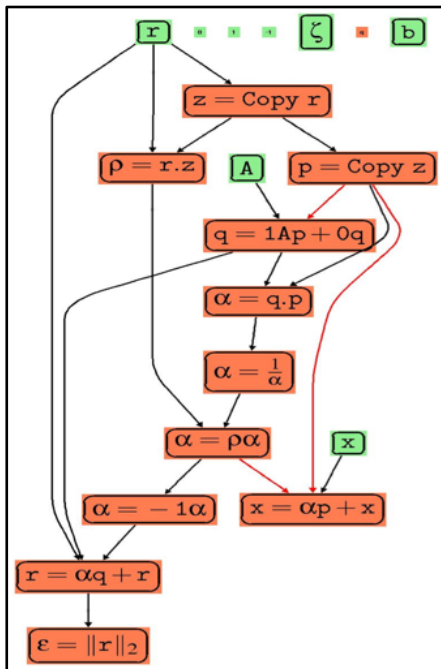 r ζ b
z = Copy r
ρ = r.z A p = Copy z
q = 1Ap + 0q
α = q.p
α = 1/α
α = ρα x
α = −1α x = αp + x
r = αq + r
ε = ‖r‖₂